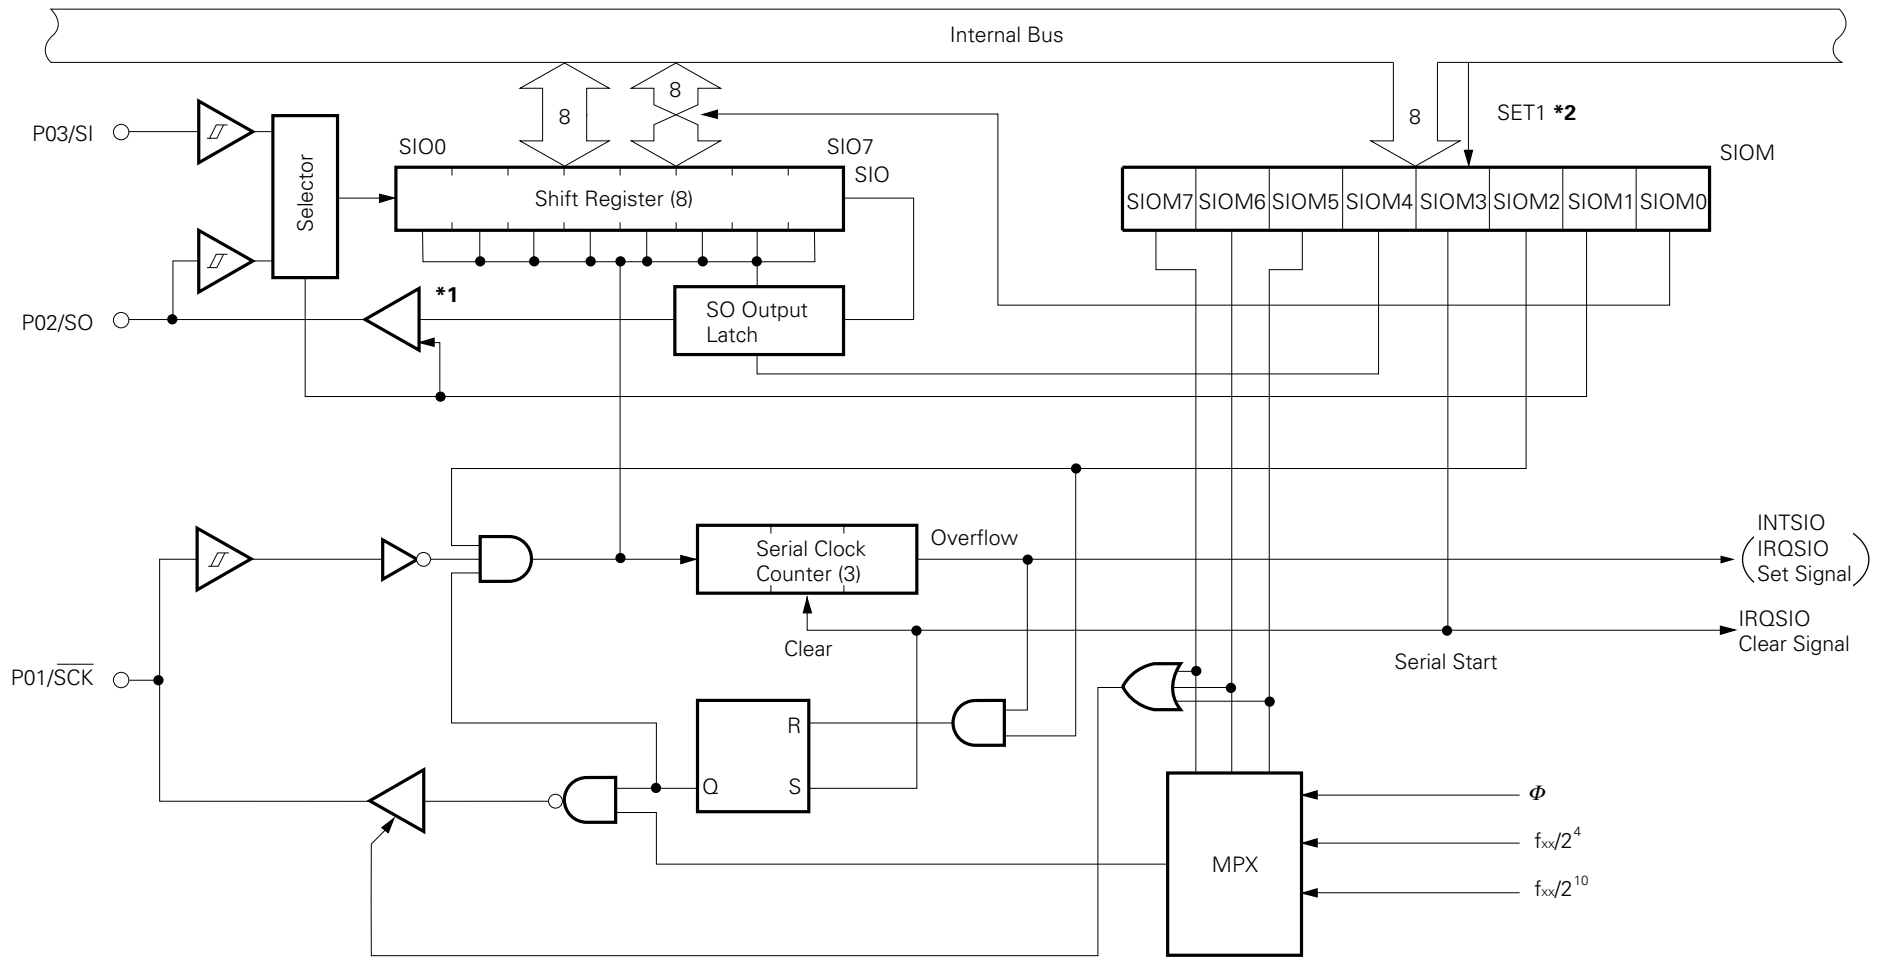 Internal Bus
8
8
8
SET1 *2
P03/SI
Selector
SIO0
SIO7
SIO
Shift Register (8)
SIOM
SIOM7 SIOM6 SIOM5 SIOM4 SIOM3 SIOM2 SIOM1 SIOM0
*1
P02/SO
SO Output
Latch
Serial Clock
Counter (3)
Overflow
INTSIO
(IRQSIO
Set Signal)
Clear
IRQSIO
Clear Signal
Serial Start
P01/S̅C̅K̅
R
Q
S
MPX
Φ
fxx/2⁴
fxx/2¹⁰